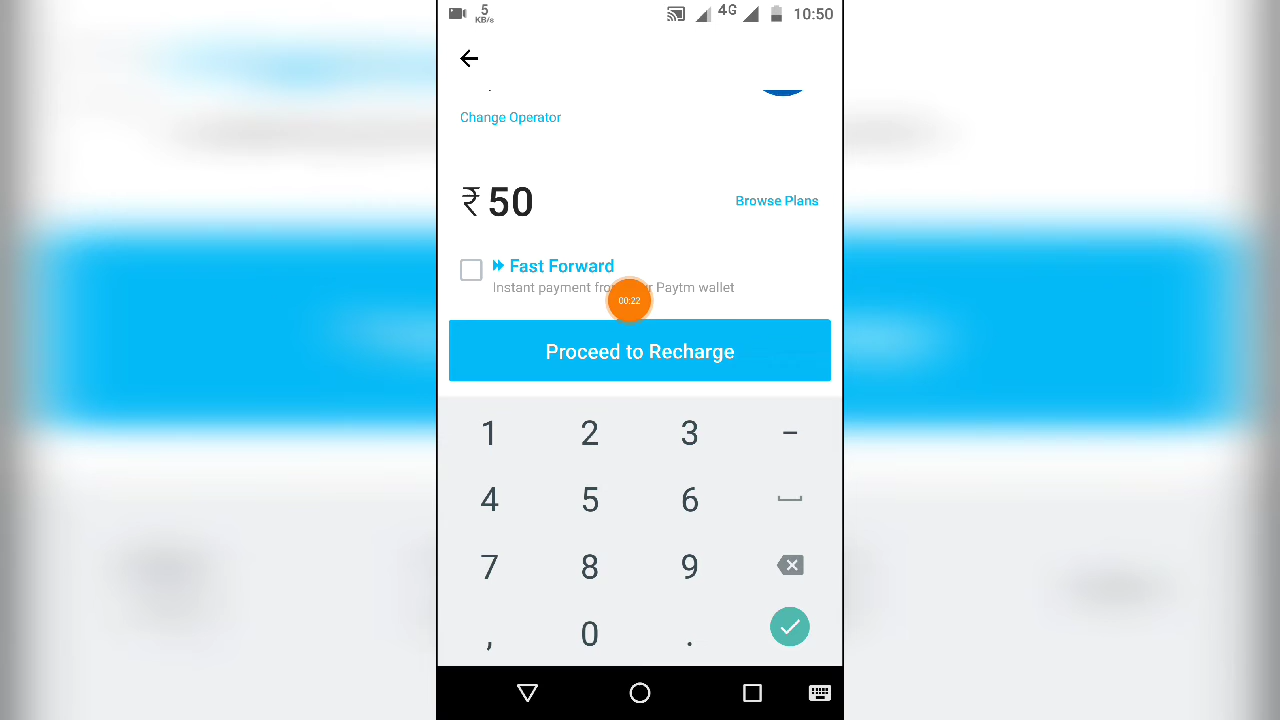 5
KB/s
4G
10:50
Change Operator
₹ 50
Browse Plans
Fast Forward
Instant payment from r Paytm wallet
00:22
Proceed to Recharge
1 2 3 -
4 5 6
7 8 9
, 0 .